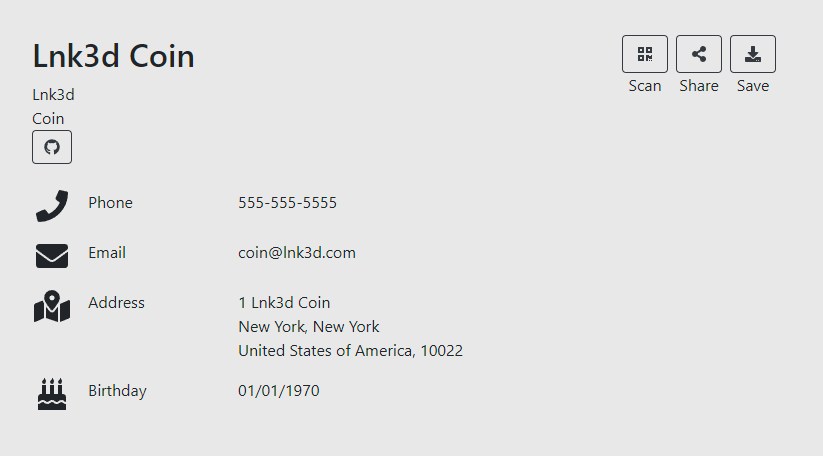 Lnk3d Coin
Lnk3d
Coin
Scan Share Save
Phone 555-555-5555
Email coin@lnk3d.com
Address 1 Lnk3d Coin
New York, New York
United States of America, 10022
Birthday 01/01/1970